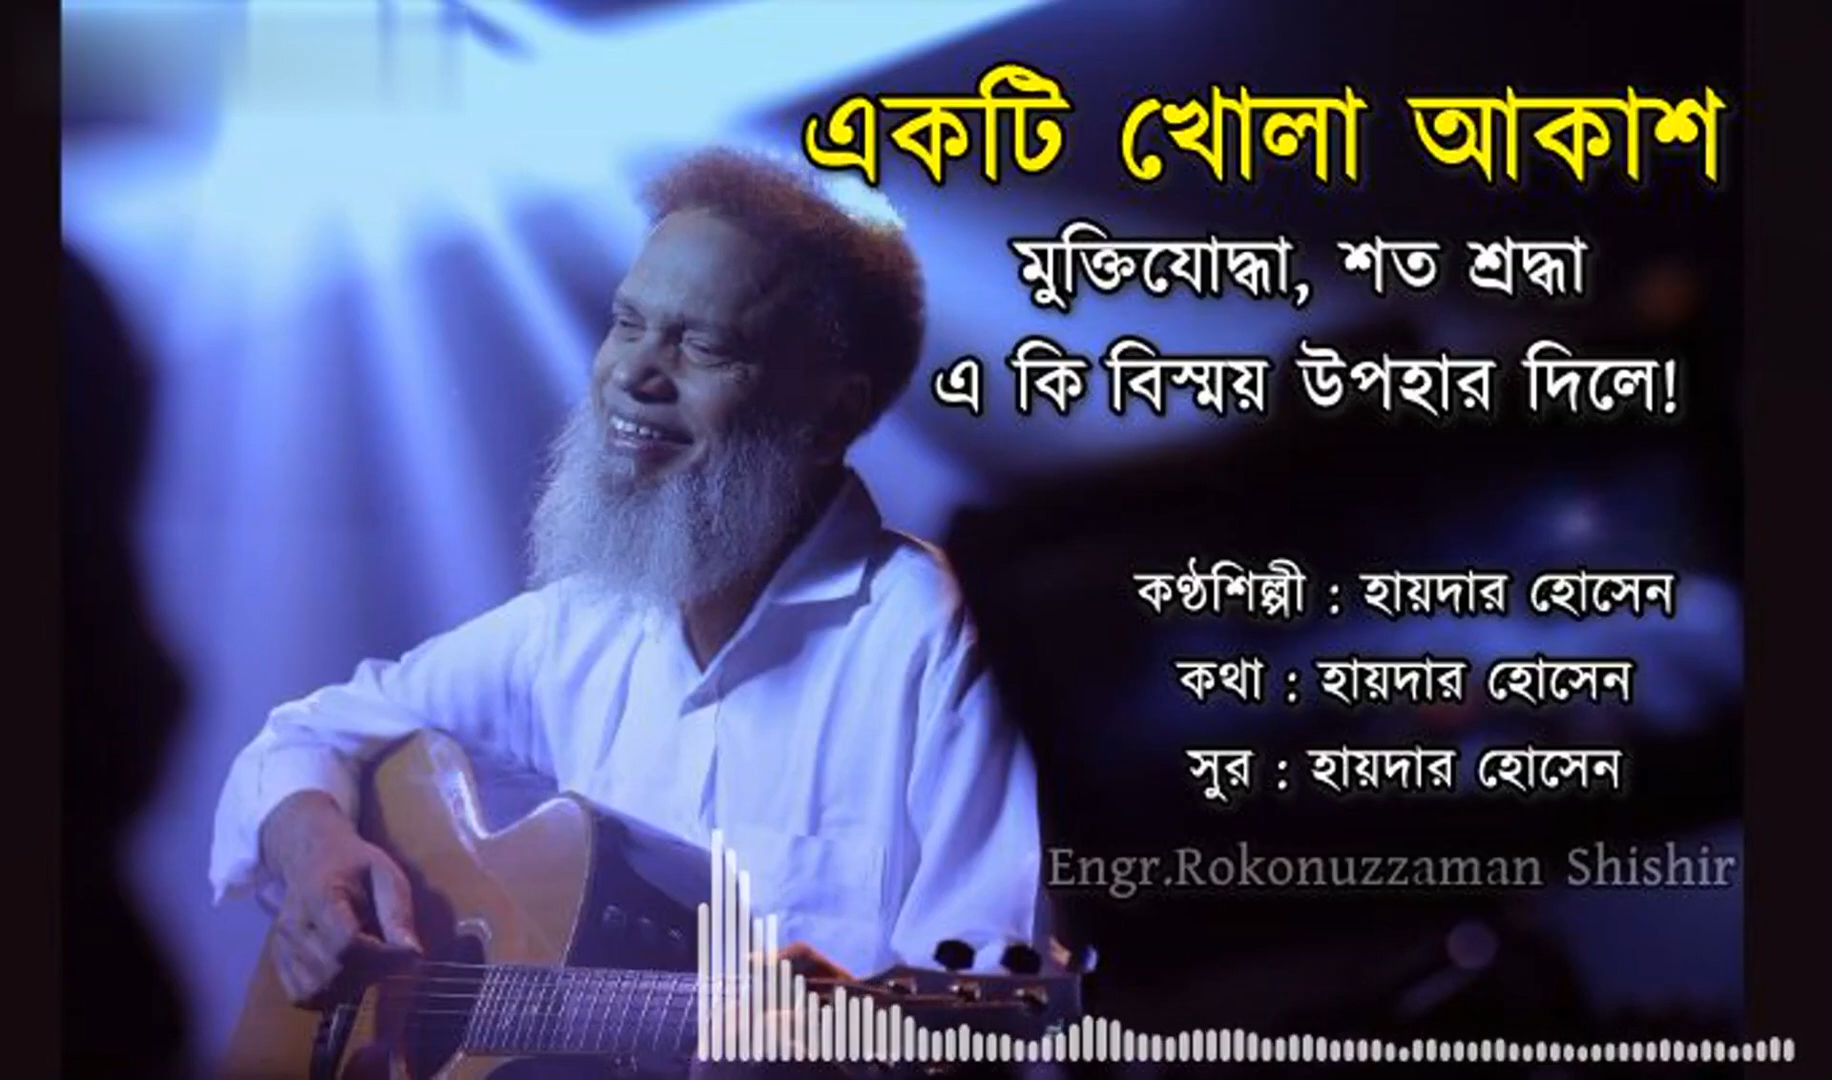 একটি খোলা আকাশ
মুক্তিযোদ্ধা, শত শ্রদ্ধা
এ কি বিস্ময় উপহার দিলে!
কণ্ঠশিল্পী : হায়দার হোসেন
কথা : হায়দার হোসেন
সুর : হায়দার হোসেন
Engr.Rokonuzzaman Shishir